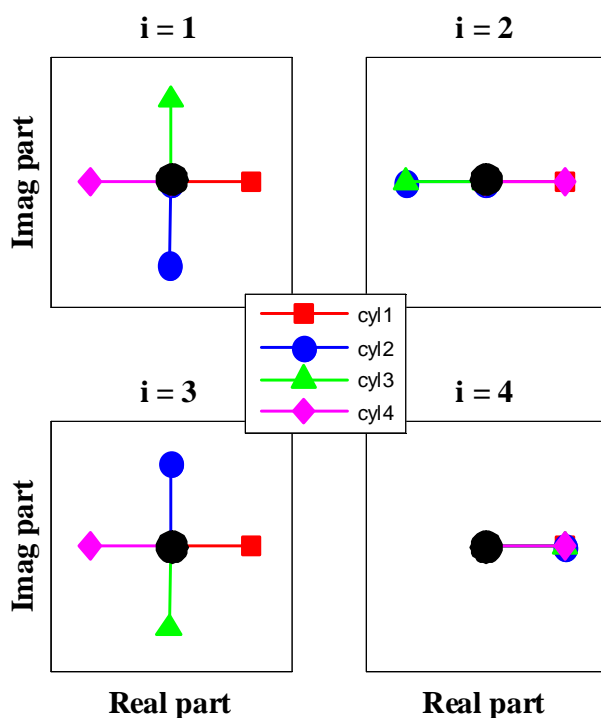 i = 1
i = 2
Imag part
cyl1
cyl2
cyl3
cyl4
i = 3
i = 4
Imag part
Real part
Real part